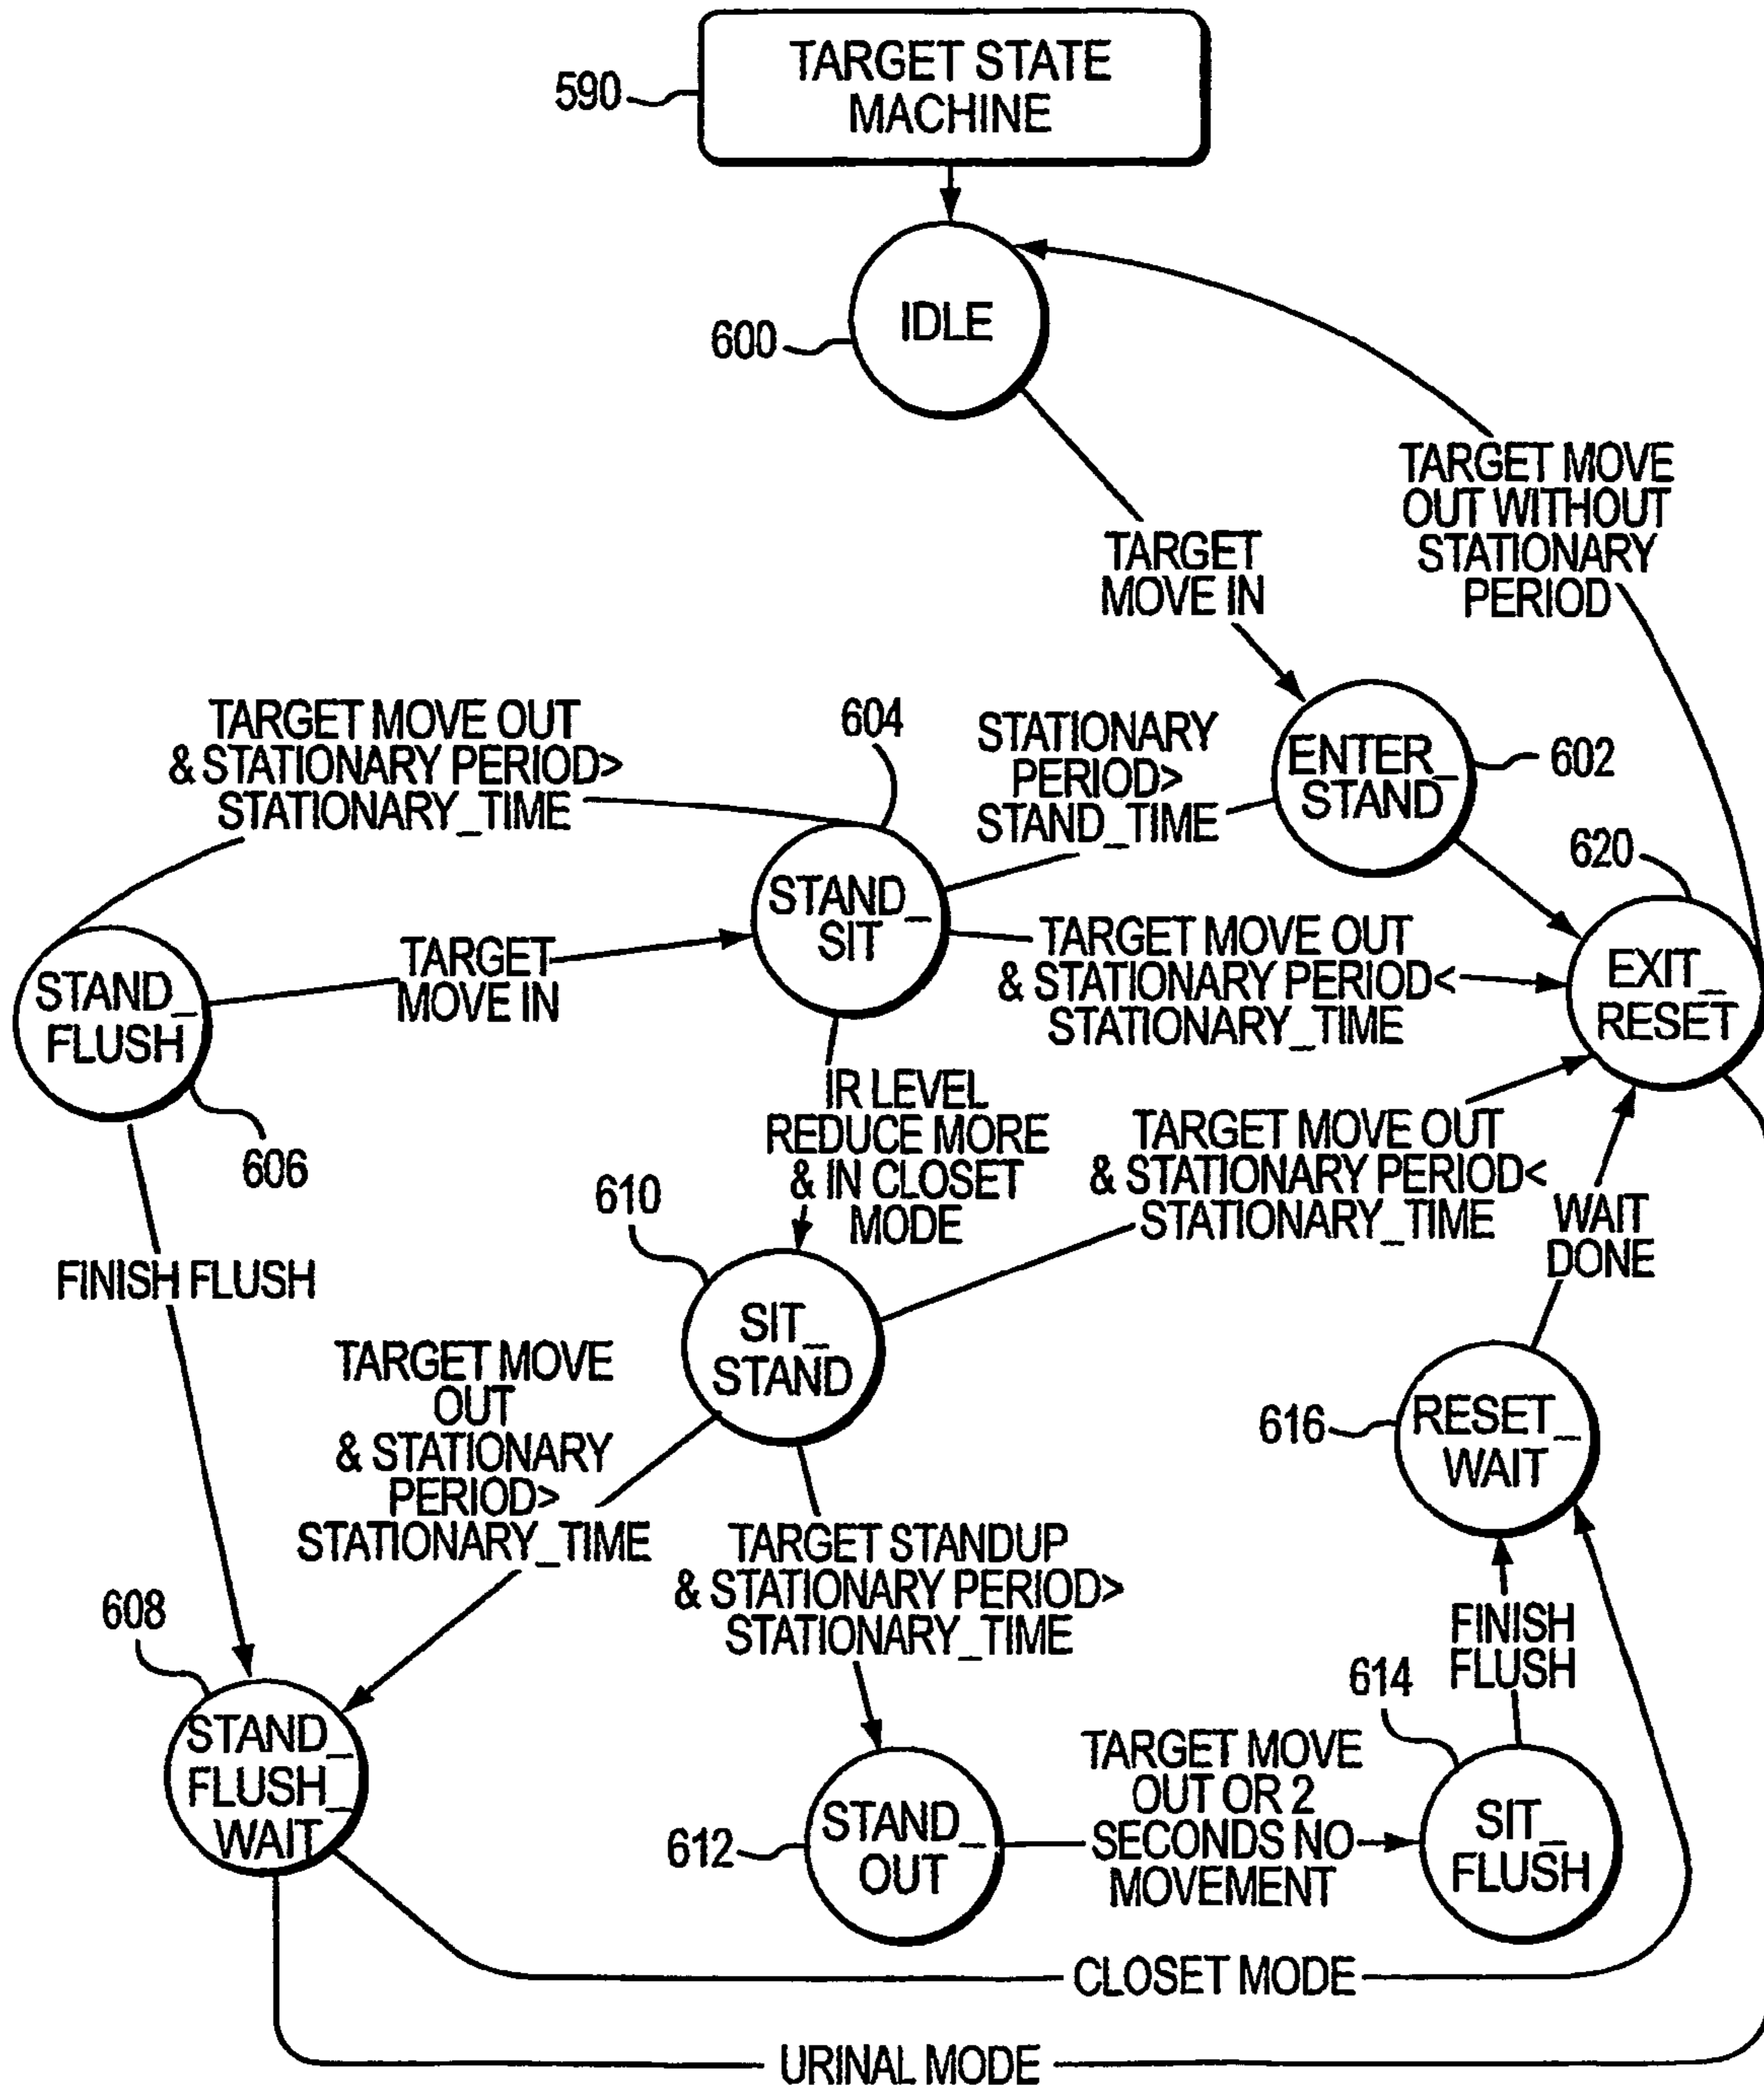 TARGET STATE
MACHINE
590
IDLE
600
TARGET MOVE
OUT WITHOUT
STATIONARY
PERIOD
TARGET
MOVE IN
TARGET MOVE OUT
& STATIONARY PERIOD>
STATIONARY_TIME
604
STATIONARY
PERIOD>
STAND_TIME
ENTER_
STAND
602
620
STAND_
SIT
TARGET MOVE OUT
& STATIONARY PERIOD<
STATIONARY_TIME
EXIT_
RESET
STAND_
FLUSH
TARGET
MOVE IN
606
IR LEVEL
REDUCE MORE
& IN CLOSET
MODE
TARGET MOVE OUT
& STATIONARY PERIOD<
STATIONARY_TIME
WAIT
DONE
610
FINISH FLUSH
SIT_
STAND
TARGET MOVE
OUT
& STATIONARY
PERIOD>
STATIONARY_TIME
616
RESET_
WAIT
TARGET STANDUP
& STATIONARY PERIOD>
STATIONARY_TIME
608
FINISH
FLUSH
614
STAND_
FLUSH_
WAIT
612
STAND_
OUT
TARGET MOVE
OUT OR 2
SECONDS NO
MOVEMENT
SIT_
FLUSH
CLOSET MODE
URINAL MODE